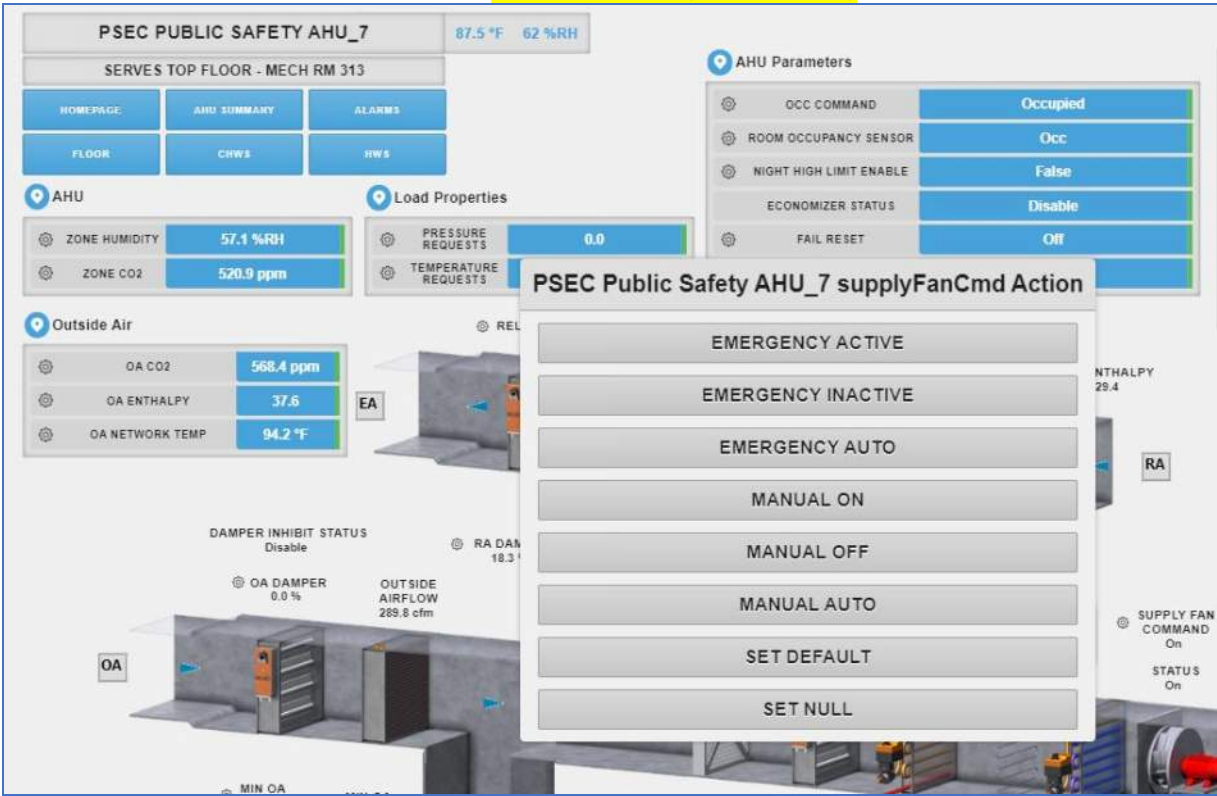 PSEC PUBLIC SAFETY AHU_7
87.5 °F 62 %RH
SERVES TOP FLOOR - MECH RM 313
HOMEPAGE AHU SUMMARY ALARMS
FLOOR CHWS HWS
AHU Parameters
OCC COMMAND Occupied
ROOM OCCUPANCY SENSOR Occ
NIGHT HIGH LIMIT ENABLE False
ECONOMIZER STATUS Disable
FAIL RESET Off
AHU
ZONE HUMIDITY 57.1 %RH
ZONE CO2 520.9 ppm
Load Properties
PRESSURE
REQUESTS
0.0
TEMPERATURE
REQUESTS
Outside Air
OA CO2 568.4 ppm
OA ENTHALPY 37.6
OA NETWORK TEMP 94.2 °F
REL
EA
PSEC Public Safety AHU_7 supplyFanCmd Action
EMERGENCY ACTIVE
EMERGENCY INACTIVE
EMERGENCY AUTO
MANUAL ON
MANUAL OFF
MANUAL AUTO
SET DEFAULT
SET NULL
NTHALPY
29.4
RA
DAMPER INHIBIT STATUS
Disable
RA DAM
18.3
OA DAMPER
0.0 %
OUTSIDE
AIRFLOW
289.8 cfm
OA
SUPPLY FAN
COMMAND
On
STATUS
On
MIN OA